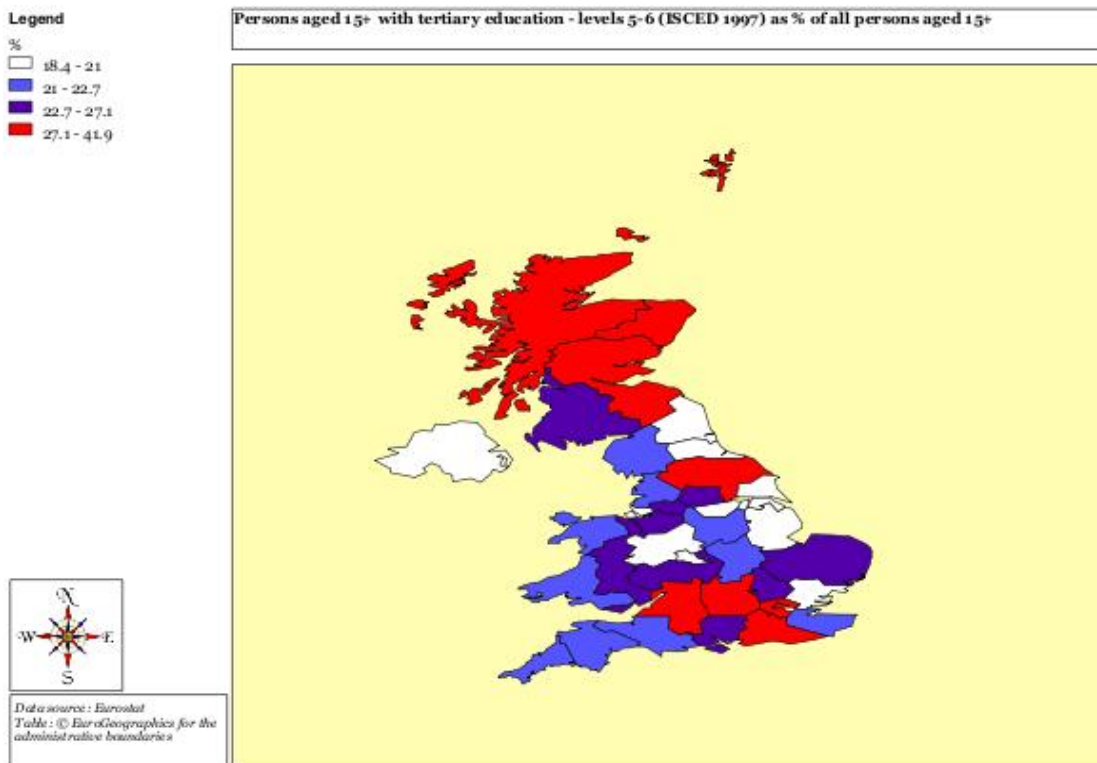 Legend
%
18.4 - 21
21 - 22.7
22.7 - 27.1
27.1 - 41.9
Persons aged 15+ with tertiary education - levels 5-6 (ISCED 1997) as % of all persons aged 15+
N
W E
S
Data source : Eurostat
Table : © EuroGeographics for the
administrative boundaries